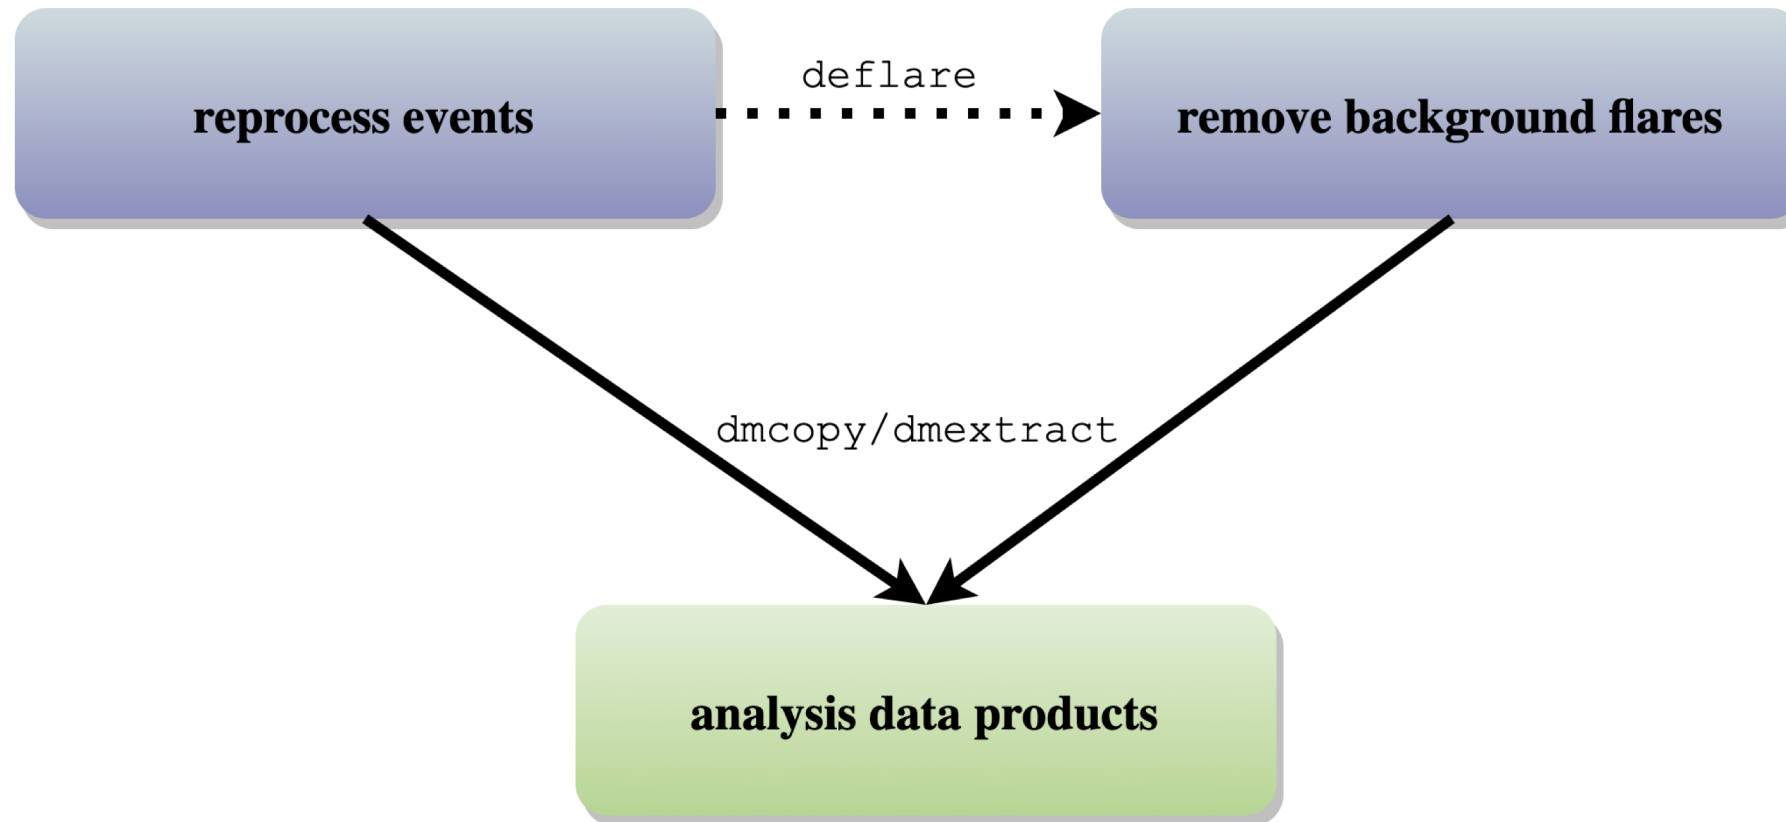 deflare
reprocess events
remove background flares
dmcopy/dmextract
analysis data products